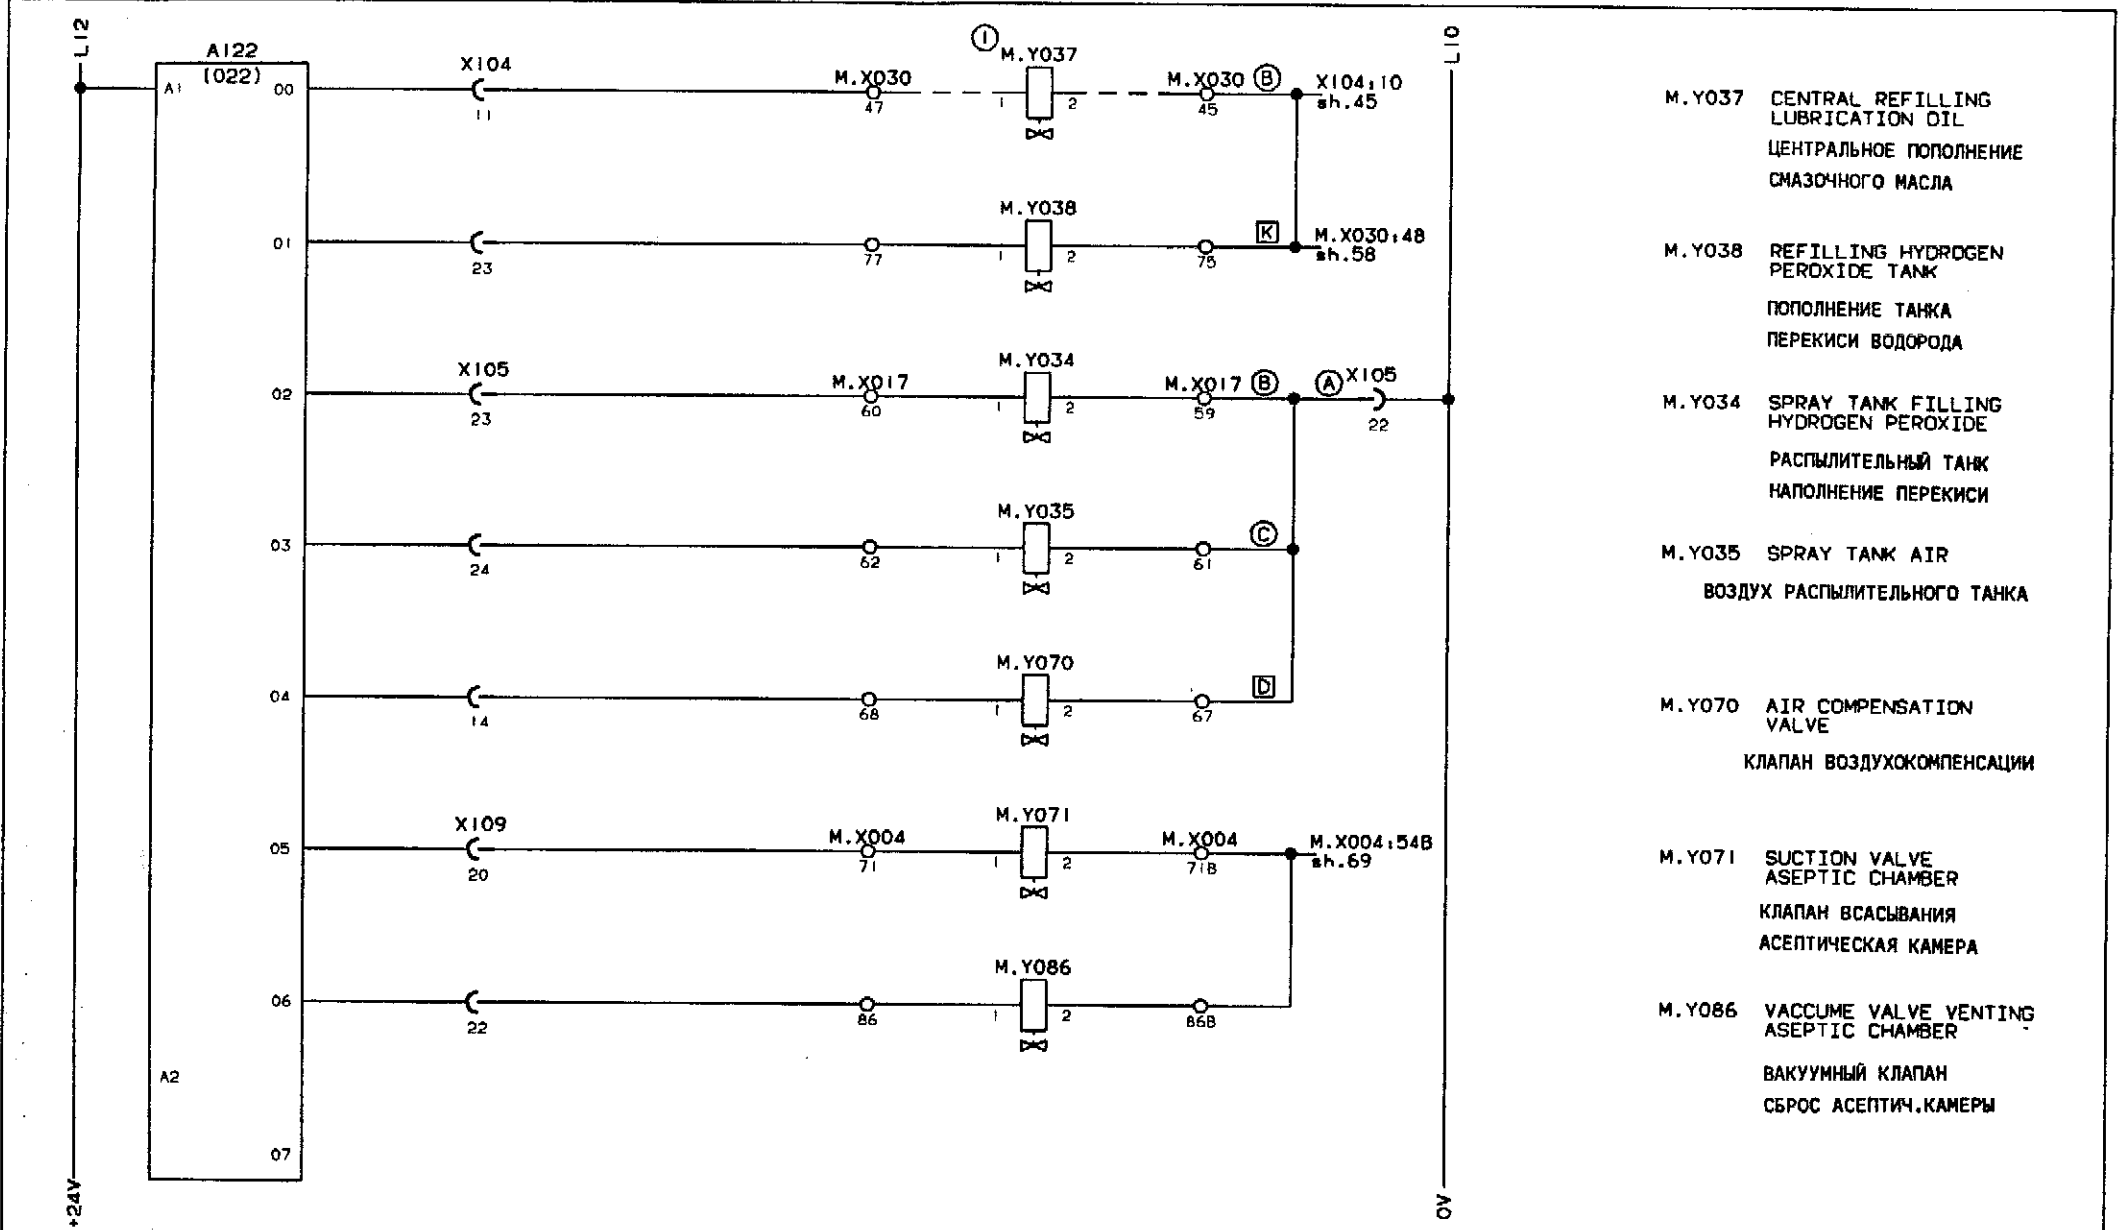 L12
A122
(022)
A1
00
X104
11
M.X030
47
1
M.Y037
1
2
M.X030
45
B
X104:10
sh.45
L10
M.Y037 CENTRAL REFILLING
LUBRICATION OIL
ЦЕНТРАЛЬНОЕ ПОПОЛНЕНИЕ
СМАЗОЧНОГО МАСЛА
01
23
77
M.Y038
1
2
75
K
M.X030:48
sh.58
M.Y038 REFILLING HYDROGEN
PEROXIDE TANK
ПОПОЛНЕНИЕ ТАНКА
ПЕРЕКИСИ ВОДОРОДА
02
X105
23
M.X017
60
M.Y034
1
2
M.X017
59
B
A
X105
22
M.Y034 SPRAY TANK FILLING
HYDROGEN PEROXIDE
РАСПЫЛИТЕЛЬНЫЙ ТАНК
НАПОЛНЕНИЕ ПЕРЕКИСИ
03
24
62
M.Y035
1
2
61
C
M.Y035 SPRAY TANK AIR
ВОЗДУХ РАСПЫЛИТЕЛЬНОГО ТАНКА
04
14
68
M.Y070
1
2
67
D
M.Y070 AIR COMPENSATION
VALVE
КЛАПАН ВОЗДУХОКОМПЕНСАЦИИ
05
X109
20
M.X004
71
M.Y071
1
2
M.X004
71B
M.X004:54B
sh.69
M.Y071 SUCTION VALVE
ASEPTIC CHAMBER
КЛАПАН ВСАСЫВАНИЯ
АСЕПТИЧЕСКАЯ КАМЕРА
06
22
86
M.Y086
1
2
86B
M.Y086 VACCUME VALVE VENTING
ASEPTIC CHAMBER
ВАКУУМНЫЙ КЛАПАН
СБРОС АСЕПТИЧ.КАМЕРЫ
A2
07
+24V
0V